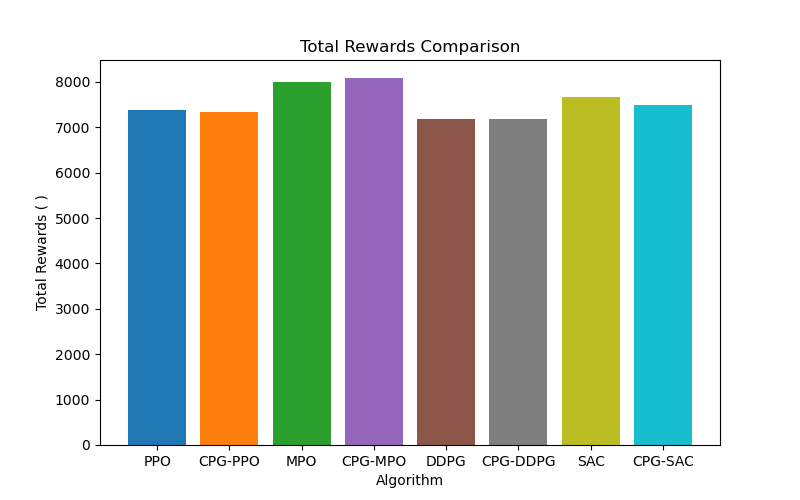 Total Rewards Comparison
Total Rewards ( )
8000
7000
6000
5000
4000
3000
2000
1000
0
PPO CPG-PPO MPO CPG-MPO DDPG CPG-DDPG SAC CPG-SAC
Algorithm